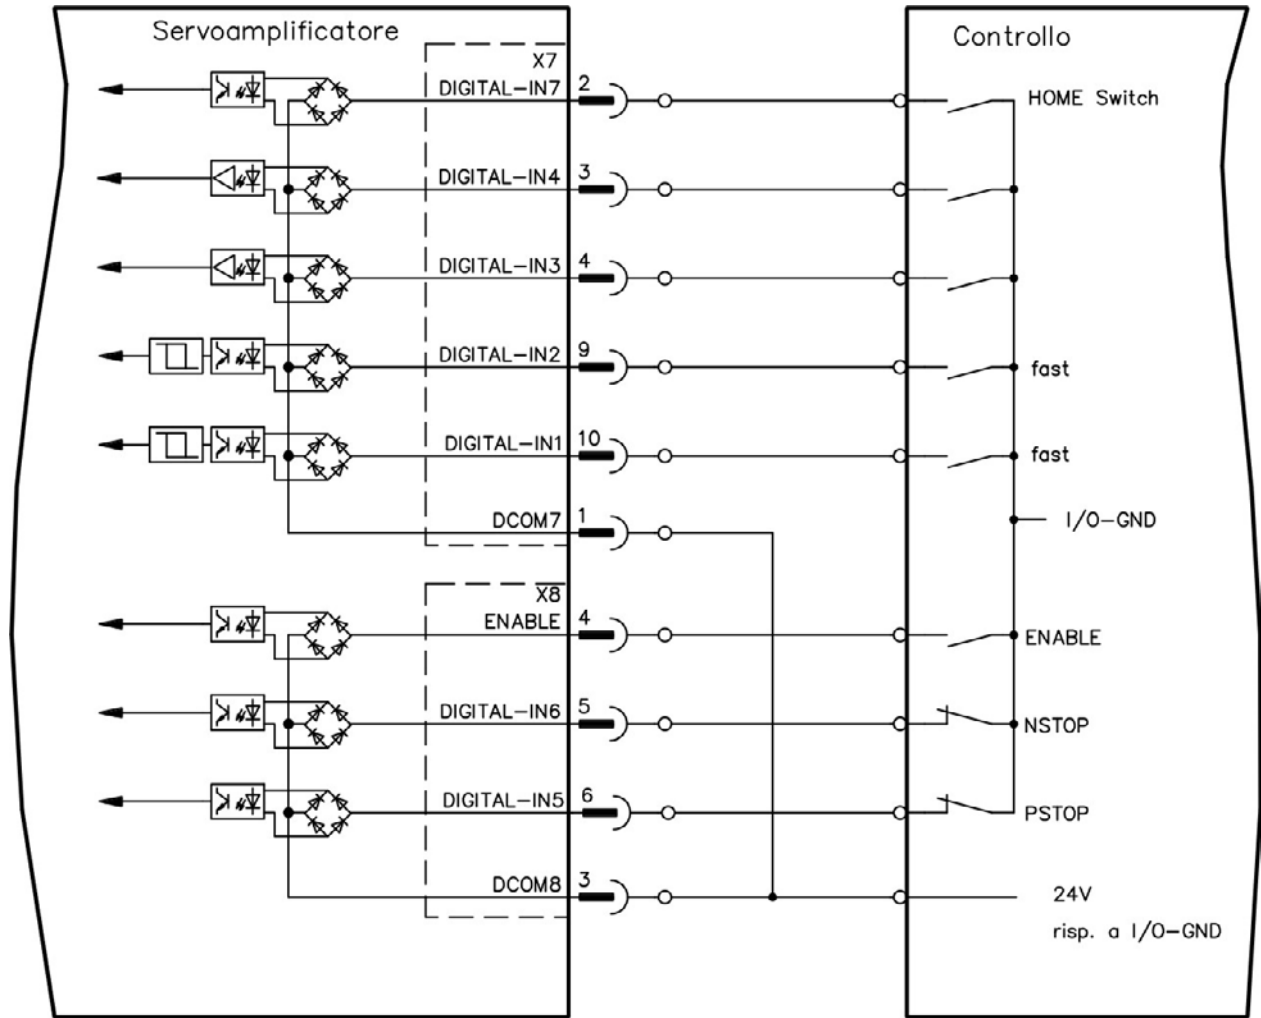 Servoamplificatore
Controllo
X7
DIGITAL-IN7 2
HOME Switch
DIGITAL-IN4 3
DIGITAL-IN3 4
DIGITAL-IN2 9
fast
DIGITAL-IN1 10
fast
DCOM7 1
I/O-GND
X8
ENABLE 4
ENABLE
DIGITAL-IN6 5
NSTOP
DIGITAL-IN5 6
PSTOP
DCOM8 3
24V
risp. a I/O-GND